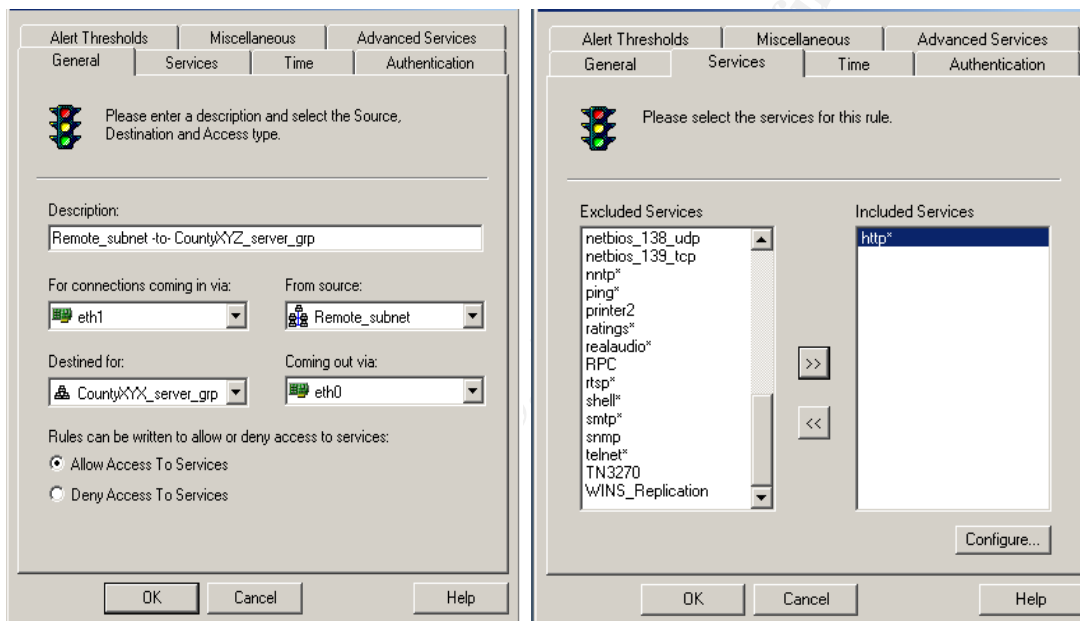 Alert Thresholds Miscellaneous Advanced Services
General Services Time Authentication
Please enter a description and select the Source,
Destination and Access type.
Description:
Remote_subnet -to- CountyXYZ_server_grp
For connections coming in via: From source:
eth1 Remote_subnet
Destined for: Coming out via:
CountyXYX_server_grp eth0
Rules can be written to allow or deny access to services:
Allow Access To Services
Deny Access To Services
OK Cancel Help
Alert Thresholds Miscellaneous Advanced Services
General Services Time Authentication
Please select the services for this rule.
Excluded Services Included Services
netbios_138_udp http*
netbios_139_tcp
nntp*
ping*
printer2
ratings*
realaudio*
RPC
rtsp*
shell*
smtp*
snmp
telnet*
TN3270
WINS_Replication
>>
<<
Configure...
OK Cancel Help